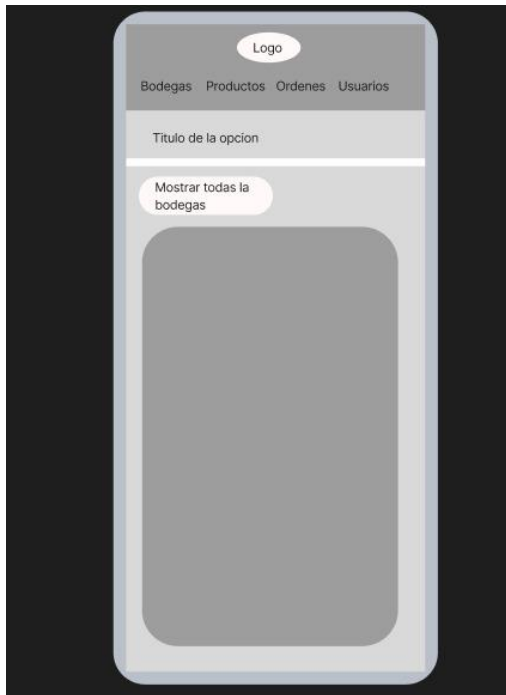 Logo
Bodegas Productos Ordenes Usuarios
Titulo de la opcion
Mostrar todas la
bodegas